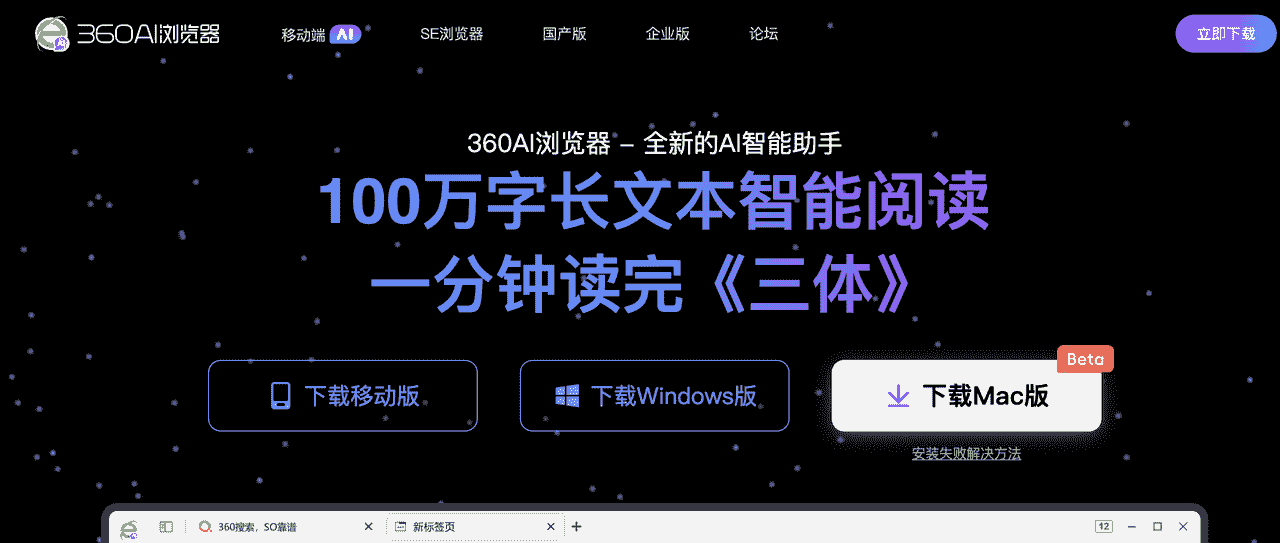 360AI浏览器 移动端 AI SE浏览器 国产版 企业版 论坛 立即下载
360AI浏览器 – 全新的AI智能助手
100万字长文本智能阅读
一分钟读完《三体》
Beta
下载移动版 下载Windows版 下载Mac版
安装失败解决方法
360搜索，SO靠谱 新标签页 12